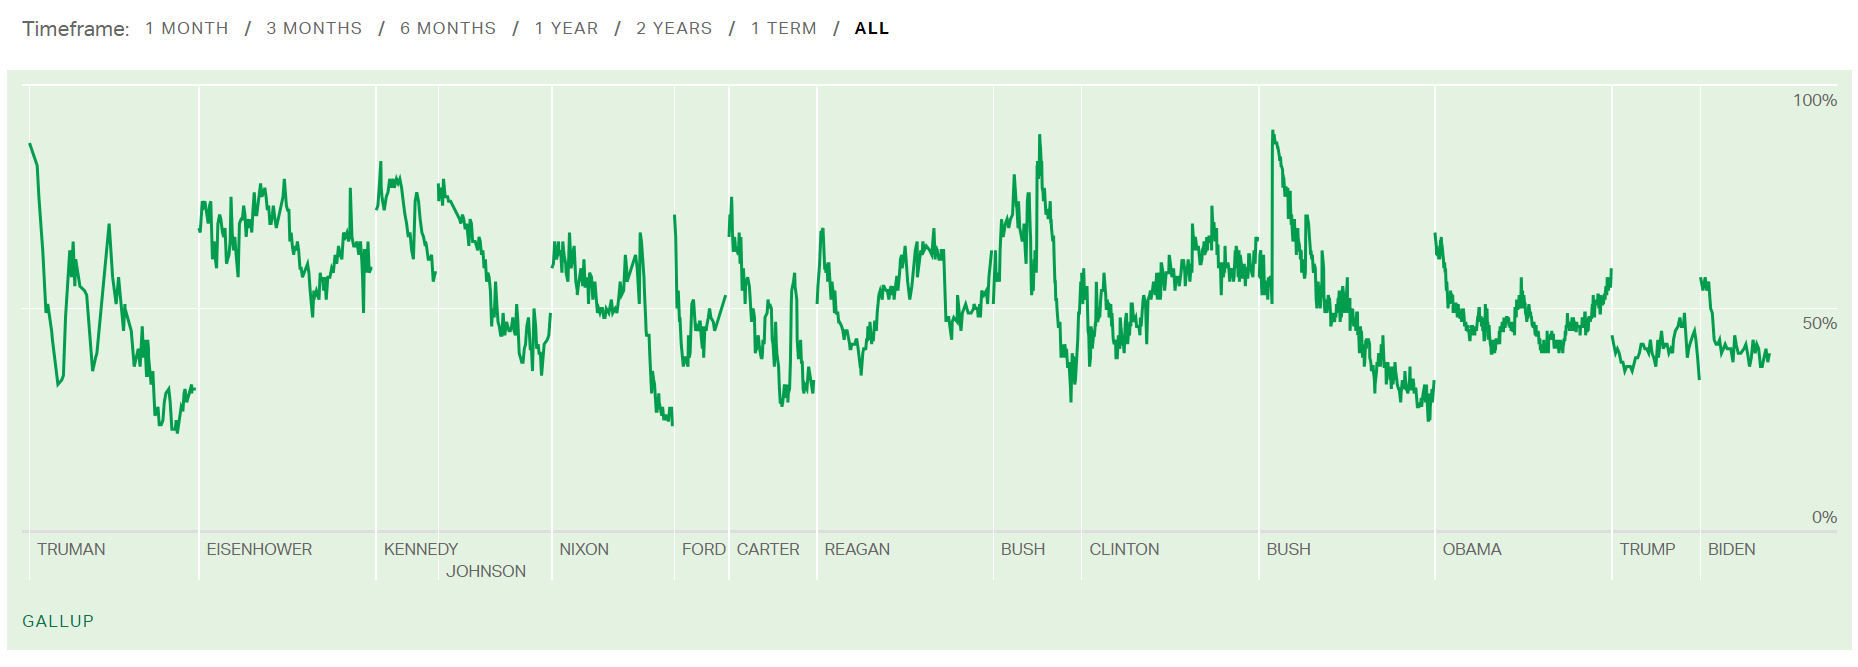 Timeframe: 1 MONTH / 3 MONTHS / 6 MONTHS / 1 YEAR / 2 YEARS / 1 TERM / ALL
100%
50%
0%
TRUMAN EISENHOWER KENNEDY NIXON FORD CARTER REAGAN BUSH CLINTON BUSH OBAMA TRUMP BIDEN
JOHNSON
GALLUP